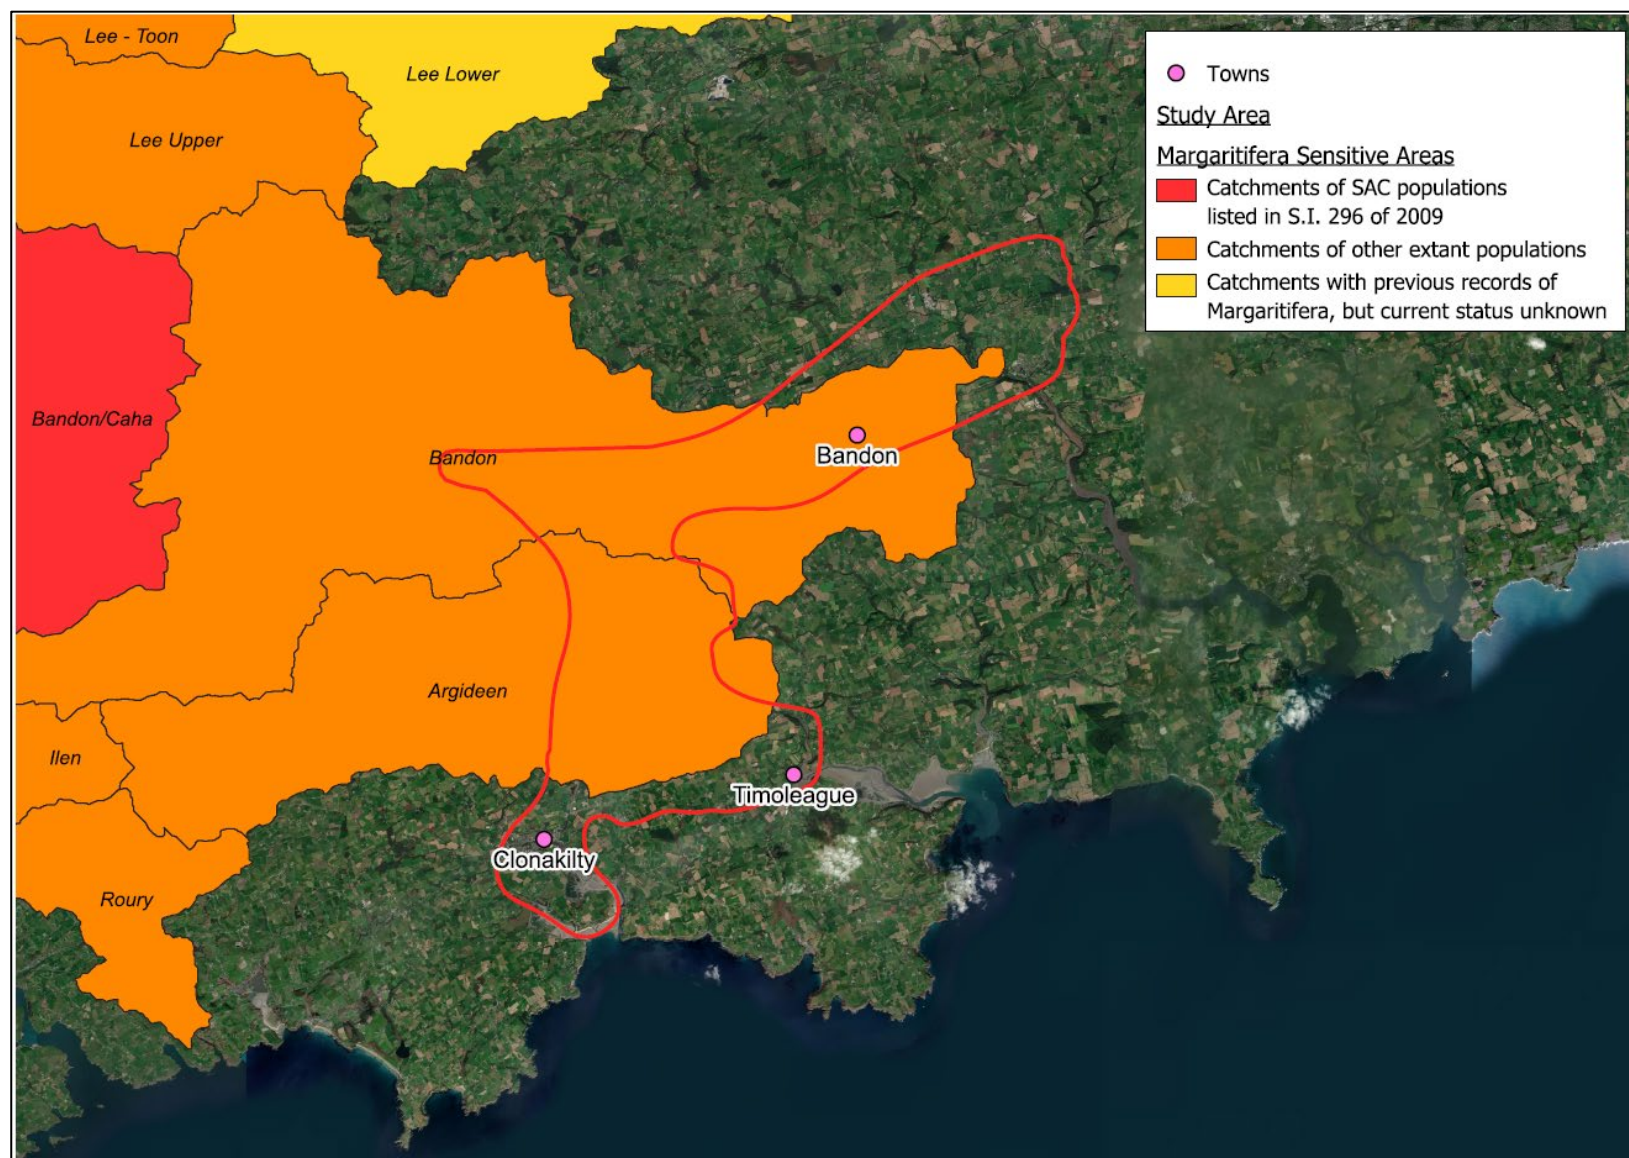 Lee - Toon
Lee Lower
Lee Upper
Towns
Study Area
Margaritifera Sensitive Areas
Catchments of SAC populations
listed in S.I. 296 of 2009
Catchments of other extant populations
Catchments with previous records of
Margaritifera, but current status unknown
Bandon/Caha
Bandon
Bandon
Argideen
Ilen
Timoleague
Clonakilty
Roury